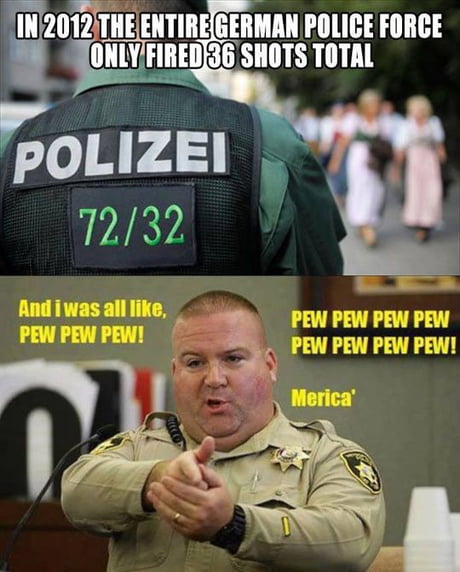 IN 2012 THE ENTIRE GERMAN POLICE FORCE
ONLY FIRED 36 SHOTS TOTAL
POLIZEI
72/32
And i was all like,
PEW PEW PEW!
PEW PEW PEW PEW
PEW PEW PEW PEW!
Merica'